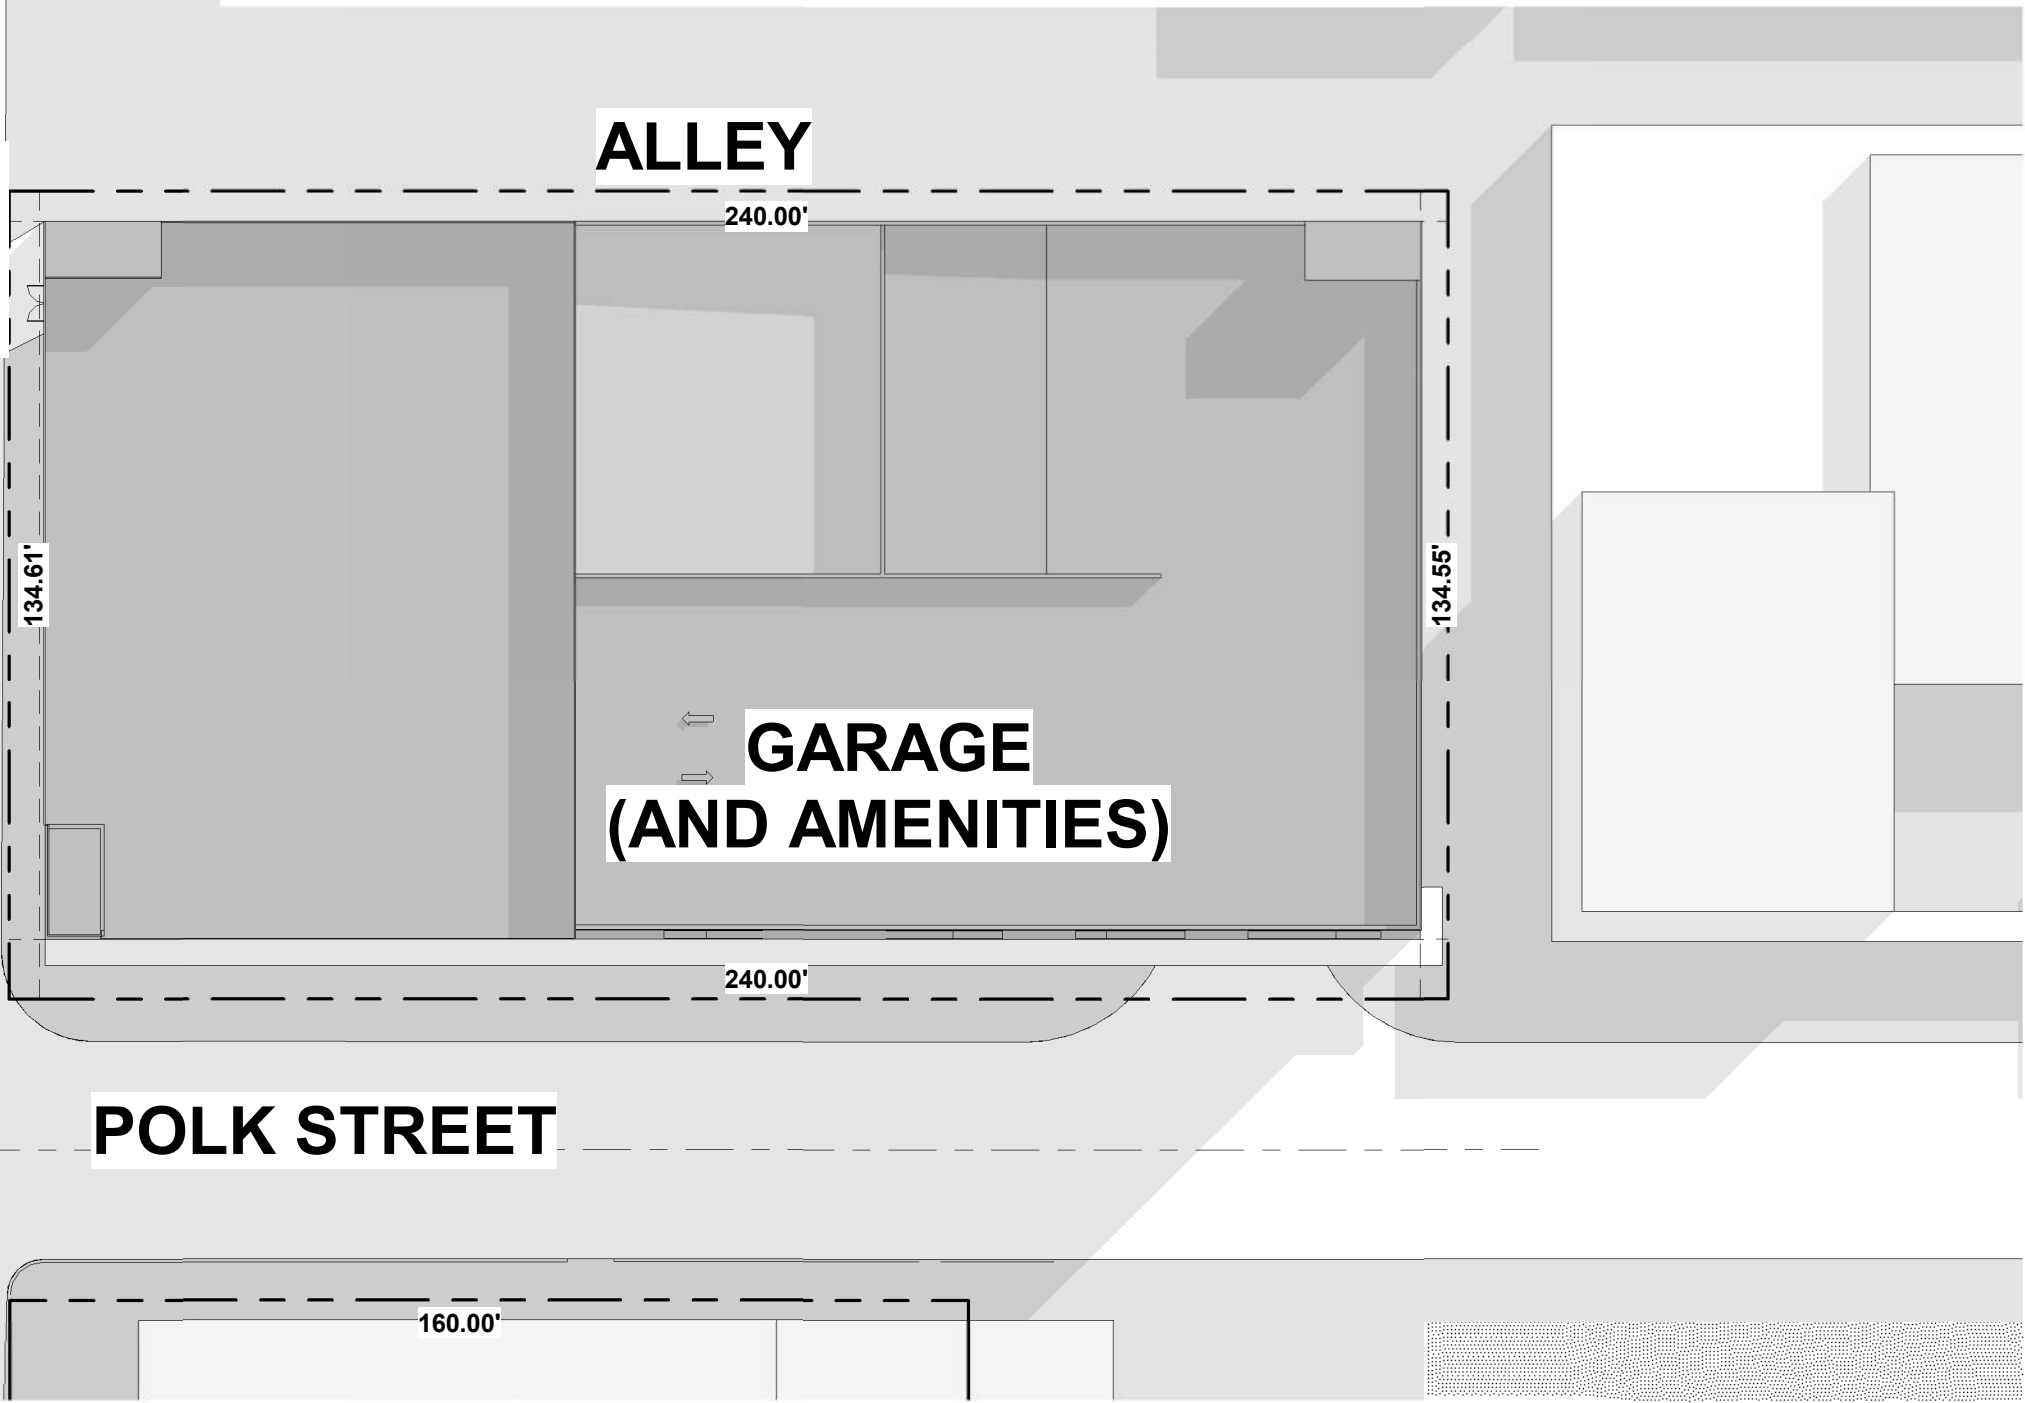 ALLEY
240.00'
134.61'
134.55'
GARAGE
(AND AMENITIES)
240.00'
POLK STREET
160.00'